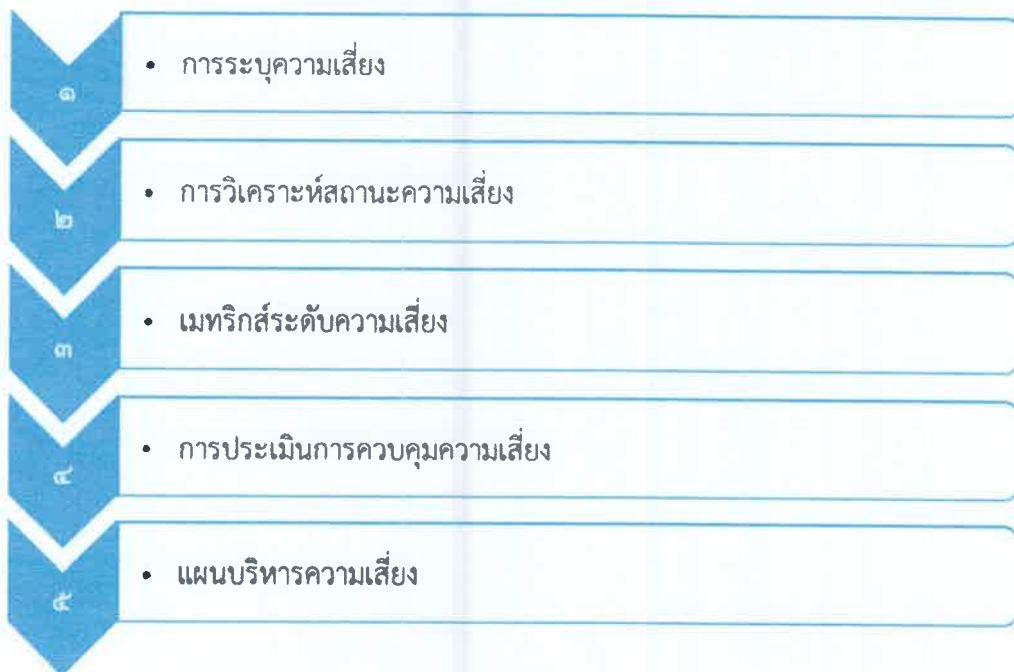 ๑
• การระบุความเสี่ยง
๒
• การวิเคราะห์สถานะความเสี่ยง
๓
• เมทริกส์ระดับความเสี่ยง
๔
• การประเมินการควบคุมความเสี่ยง
๕
• แผนบริหารความเสี่ยง